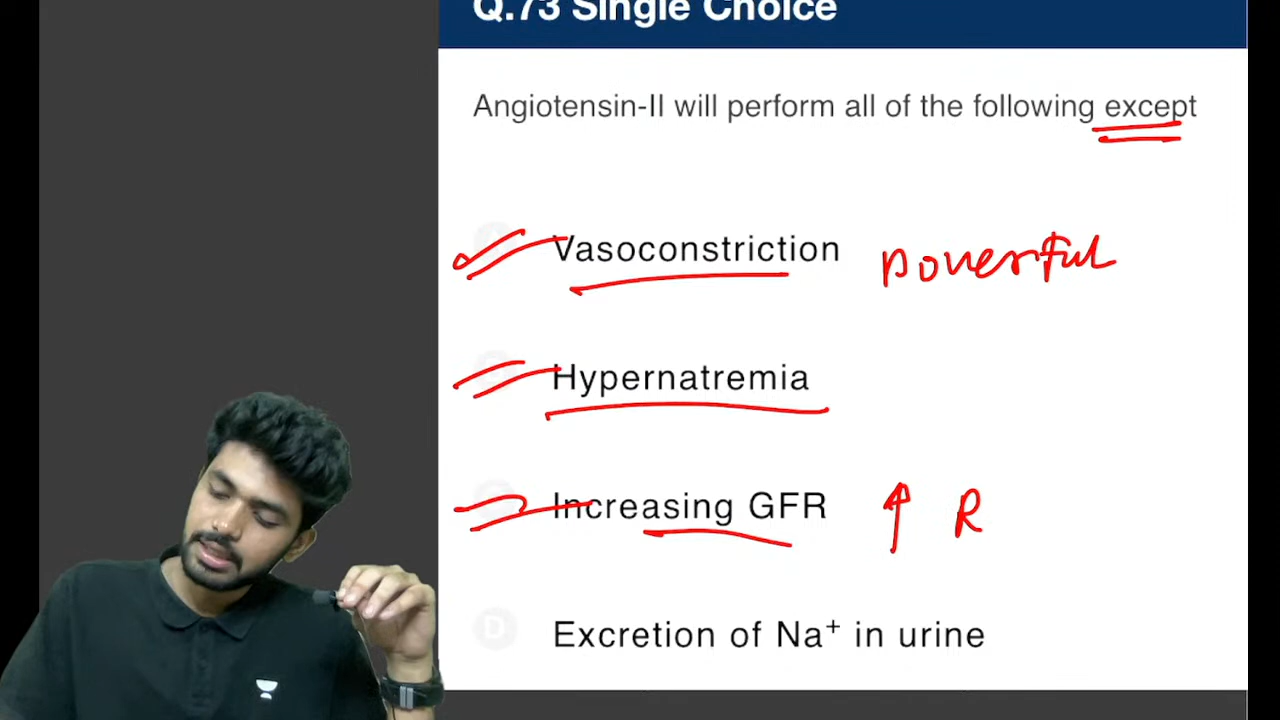 Q.73 Single Choice
Angiotensin-II will perform all of the following except
Vasoconstriction powerful
Hypernatremia
Increasing GFR ↑ R
D Excretion of Na⁺ in urine